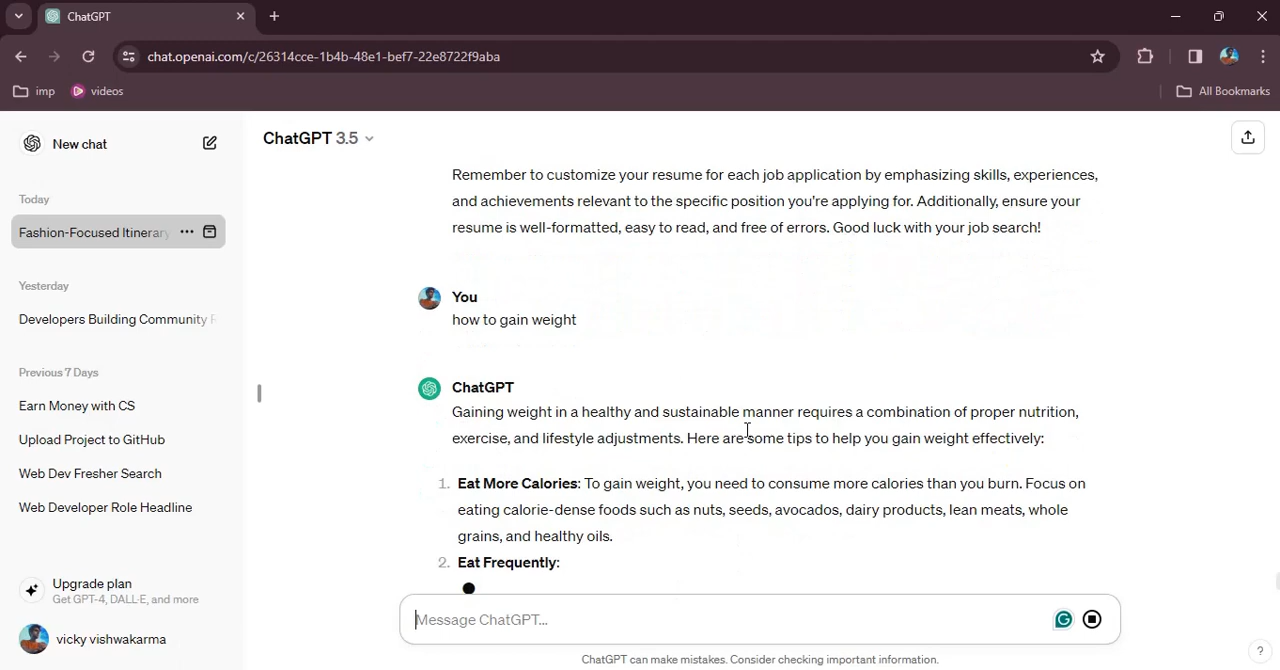 ChatGPT
chat.openai.com/c/26314cce-1b4b-48e1-bef7-22e8722f9aba
imp
videos
All Bookmarks
New chat
Today
Fashion-Focused Itinerary
Yesterday
Developers Building Community
Previous 7 Days
Earn Money with CS
Upload Project to GitHub
Web Dev Fresher Search
Web Developer Role Headline
Upgrade plan
Get GPT-4, DALL·E, and more
vicky vishwakarma
ChatGPT 3.5
Remember to customize your resume for each job application by emphasizing skills, experiences,
and achievements relevant to the specific position you're applying for. Additionally, ensure your
resume is well-formatted, easy to read, and free of errors. Good luck with your job search!
You
how to gain weight
ChatGPT
Gaining weight in a healthy and sustainable manner requires a combination of proper nutrition,
exercise, and lifestyle adjustments. Here are some tips to help you gain weight effectively:
1. Eat More Calories: To gain weight, you need to consume more calories than you burn. Focus on
eating calorie-dense foods such as nuts, seeds, avocados, dairy products, lean meats, whole
grains, and healthy oils.
2. Eat Frequently:
Message ChatGPT...
ChatGPT can make mistakes. Consider checking important information.
?